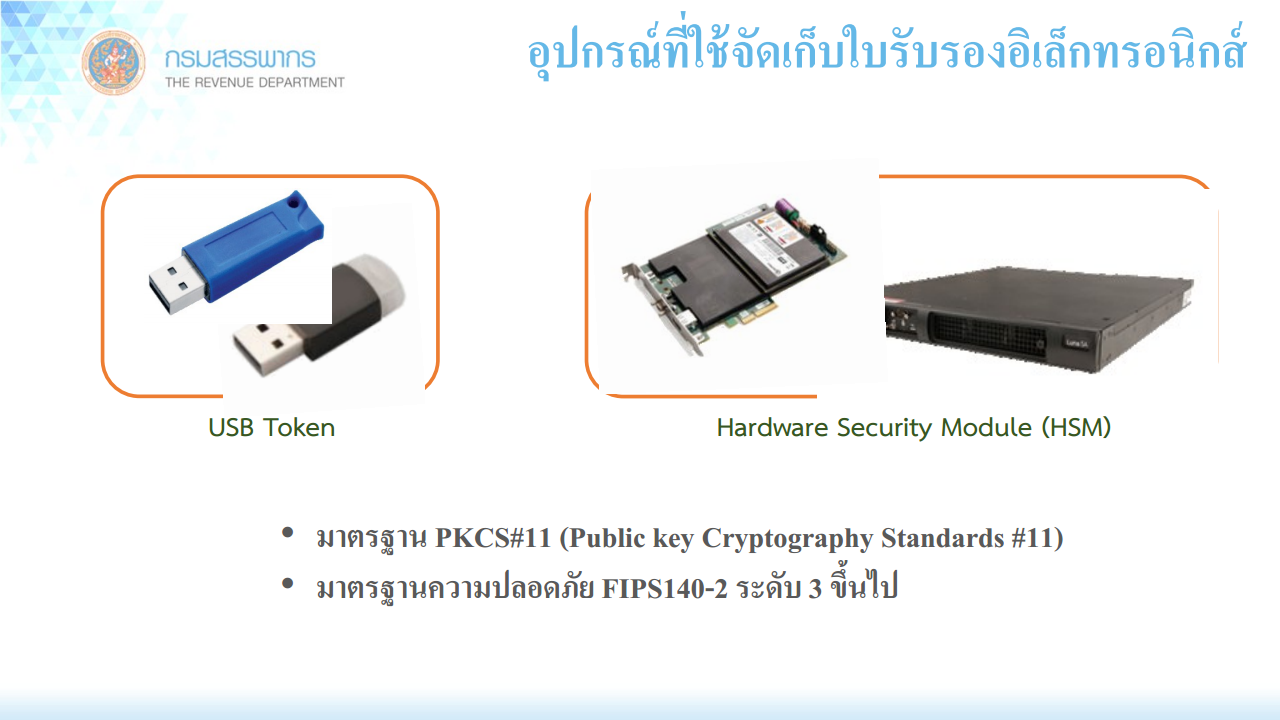 กรมสรรพากร
THE REVENUE DEPARTMENT
อุปกรณ์ที่ใช้จัดเก็บใบรับรองอิเล็กทรอนิกส์
USB Token
Luna SA
Hardware Security Module (HSM)
• มาตรฐาน PKCS#11 (Public key Cryptography Standards #11)
• มาตรฐานความปลอดภัย FIPS140-2 ระดับ 3 ขึ้นไป